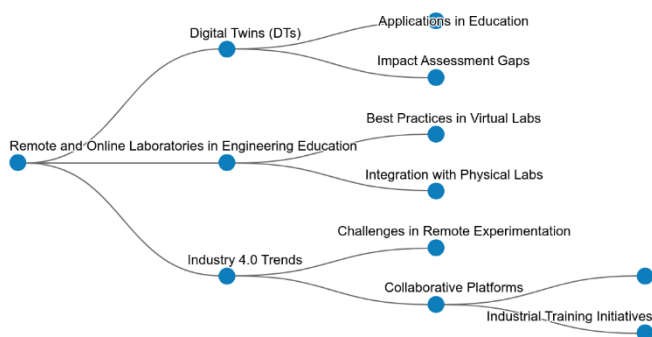 Applications in Education
Digital Twins (DTs)
Impact Assessment Gaps
Best Practices in Virtual Labs
Remote and Online Laboratories in Engineering Education
Integration with Physical Labs
Challenges in Remote Experimentation
Industry 4.0 Trends
Collaborative Platforms
Industrial Training Initiatives